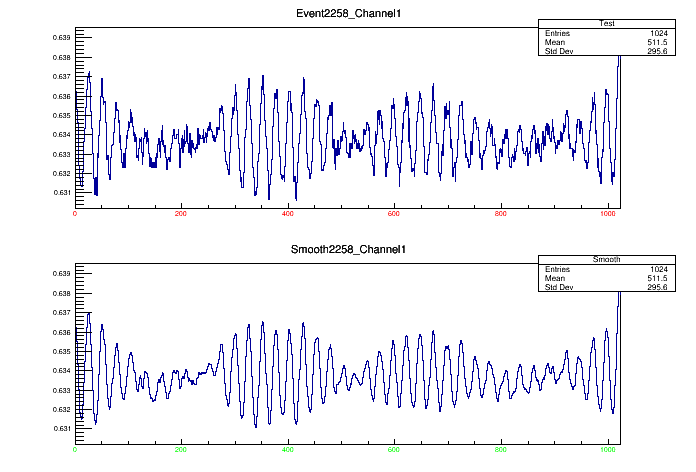 Event2258_Channel1
Test
Entries 1024
Mean 511.5
Std Dev 295.6
0.639
0.638
0.637
0.636
0.635
0.634
0.633
0.632
0.631
0 200 400 600 800 1000
Smooth2258_Channel1
Smooth
Entries 1024
Mean 511.5
Std Dev 295.6
0.639
0.638
0.637
0.636
0.635
0.634
0.633
0.632
0.631
0 200 400 600 800 1000